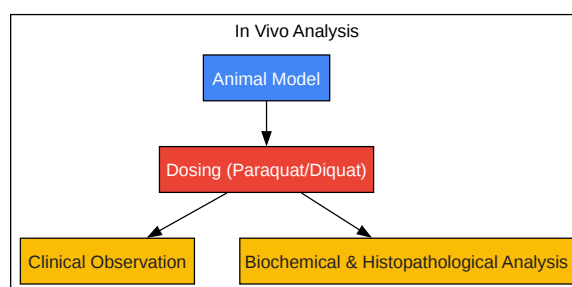 In Vivo Analysis
Animal Model
Dosing (Paraquat/Diquat)
Clinical Observation
Biochemical & Histopathological Analysis